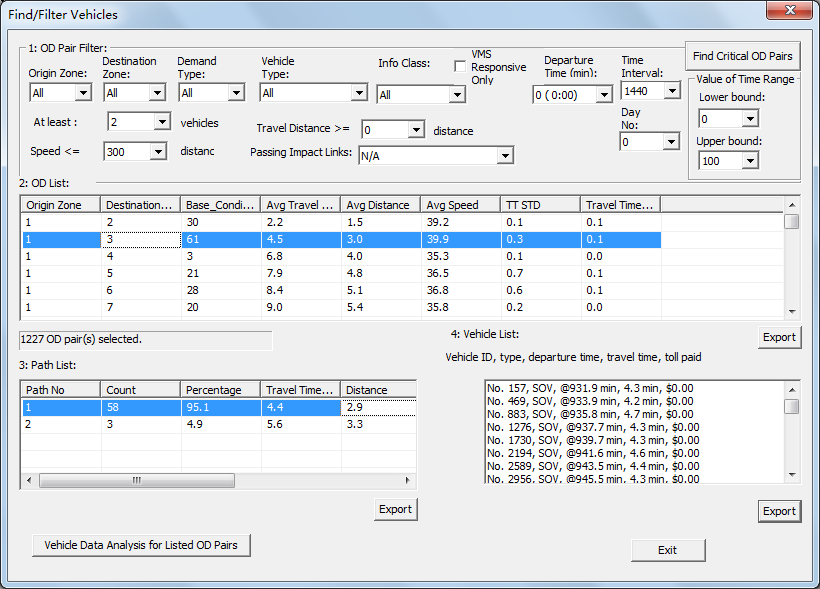 Find/Filter Vehicles
1: OD Pair Filter:
Origin Zone: Destination Zone: Demand Type: Vehicle Type: Info Class: VMS Responsive Only Departure Time (min): Time Interval: Find Critical OD Pairs
All All All All All 0 ( 0:00) 1440
Value of Time Range
Lower bound:
0
Upper bound:
100
Day No:
0
At least : 2 vehicles Travel Distance >= 0 distance
Speed <= 300 distanc Passing Impact Links: N/A
2: OD List:
Origin Zone Destination... Base_Condi... Avg Travel ... Avg Distance Avg Speed TT STD Travel Time...
1 2 30 2.2 1.5 39.2 0.1 0.1
1 3 61 4.5 3.0 39.9 0.3 0.1
1 4 3 6.8 4.0 35.3 0.1 0.0
1 5 21 7.9 4.8 36.5 0.7 0.1
1 6 28 8.4 5.1 36.8 0.6 0.1
1 7 20 9.0 5.4 35.8 0.2 0.0
1227 OD pair(s) selected.
3: Path List:
Path No Count Percentage Travel Time... Distance
1 58 95.1 4.4 2.9
2 3 4.9 5.6 3.3
Export
Vehicle Data Analysis for Listed OD Pairs
4: Vehicle List:
Export
Vehicle ID, type, departure time, travel time, toll paid
No. 157, SOV, @931.9 min, 4.3 min, $0.00
No. 469, SOV, @933.9 min, 4.2 min, $0.00
No. 883, SOV, @935.8 min, 4.7 min, $0.00
No. 1276, SOV, @937.7 min, 4.3 min, $0.00
No. 1730, SOV, @939.7 min, 4.3 min, $0.00
No. 2194, SOV, @941.6 min, 4.6 min, $0.00
No. 2589, SOV, @943.5 min, 4.4 min, $0.00
No. 2956, SOV, @945.5 min, 4.3 min, $0.00
Export
Exit